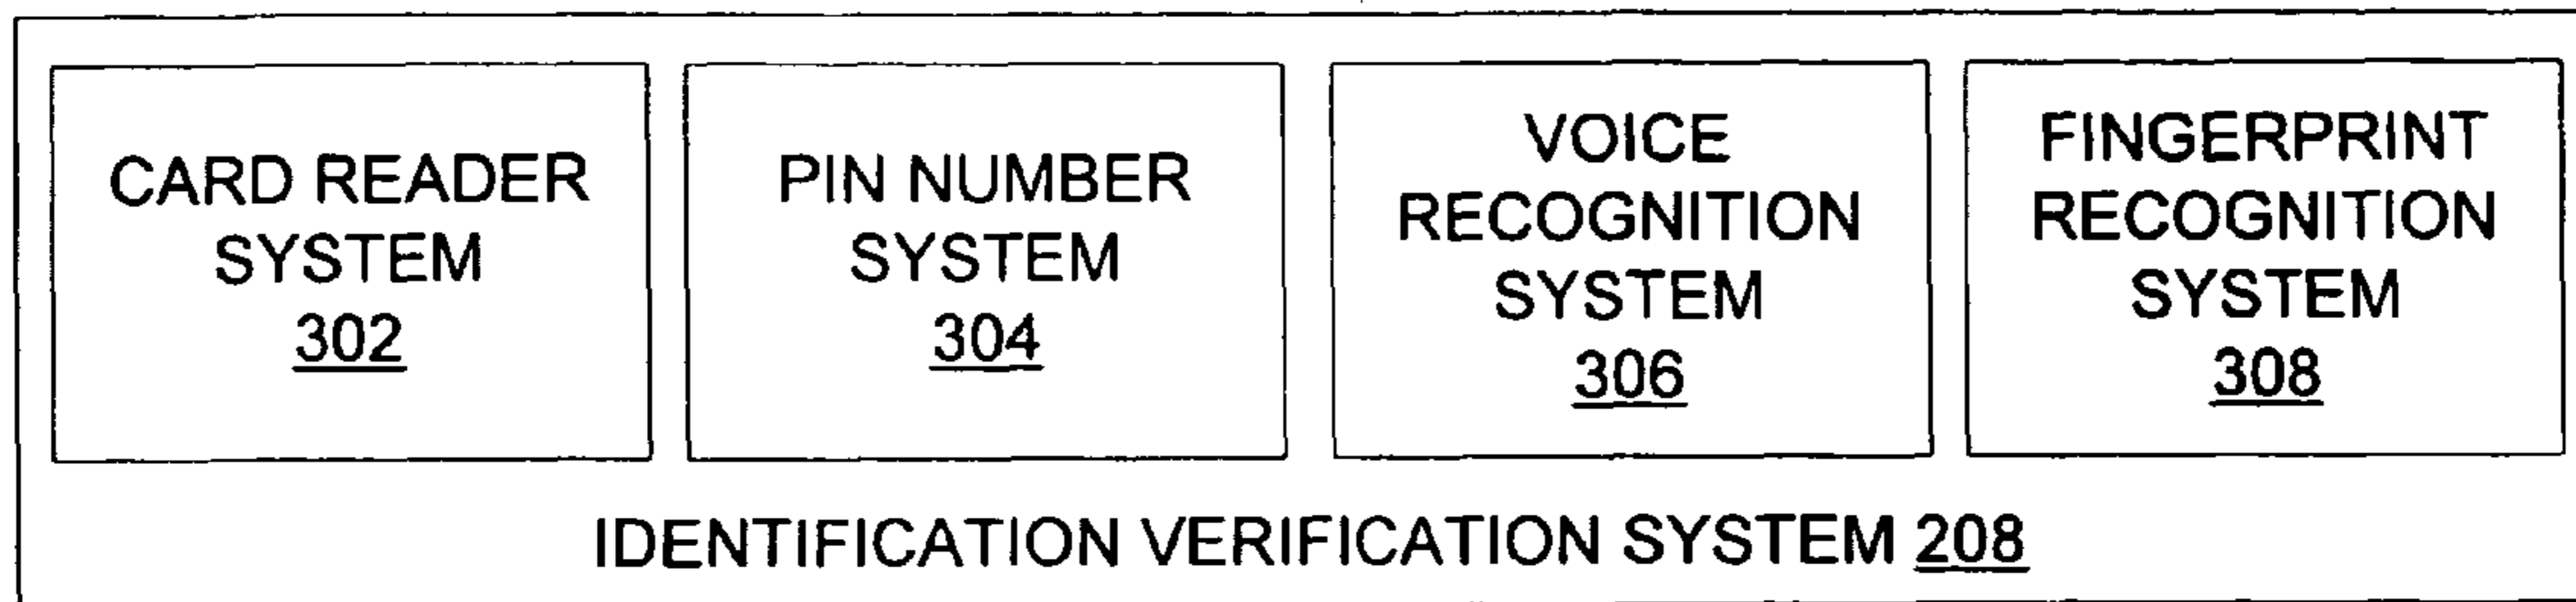 CARD READER
SYSTEM
302
PIN NUMBER
SYSTEM
304
VOICE
RECOGNITION
SYSTEM
306
FINGERPRINT
RECOGNITION
SYSTEM
308
IDENTIFICATION VERIFICATION SYSTEM 208